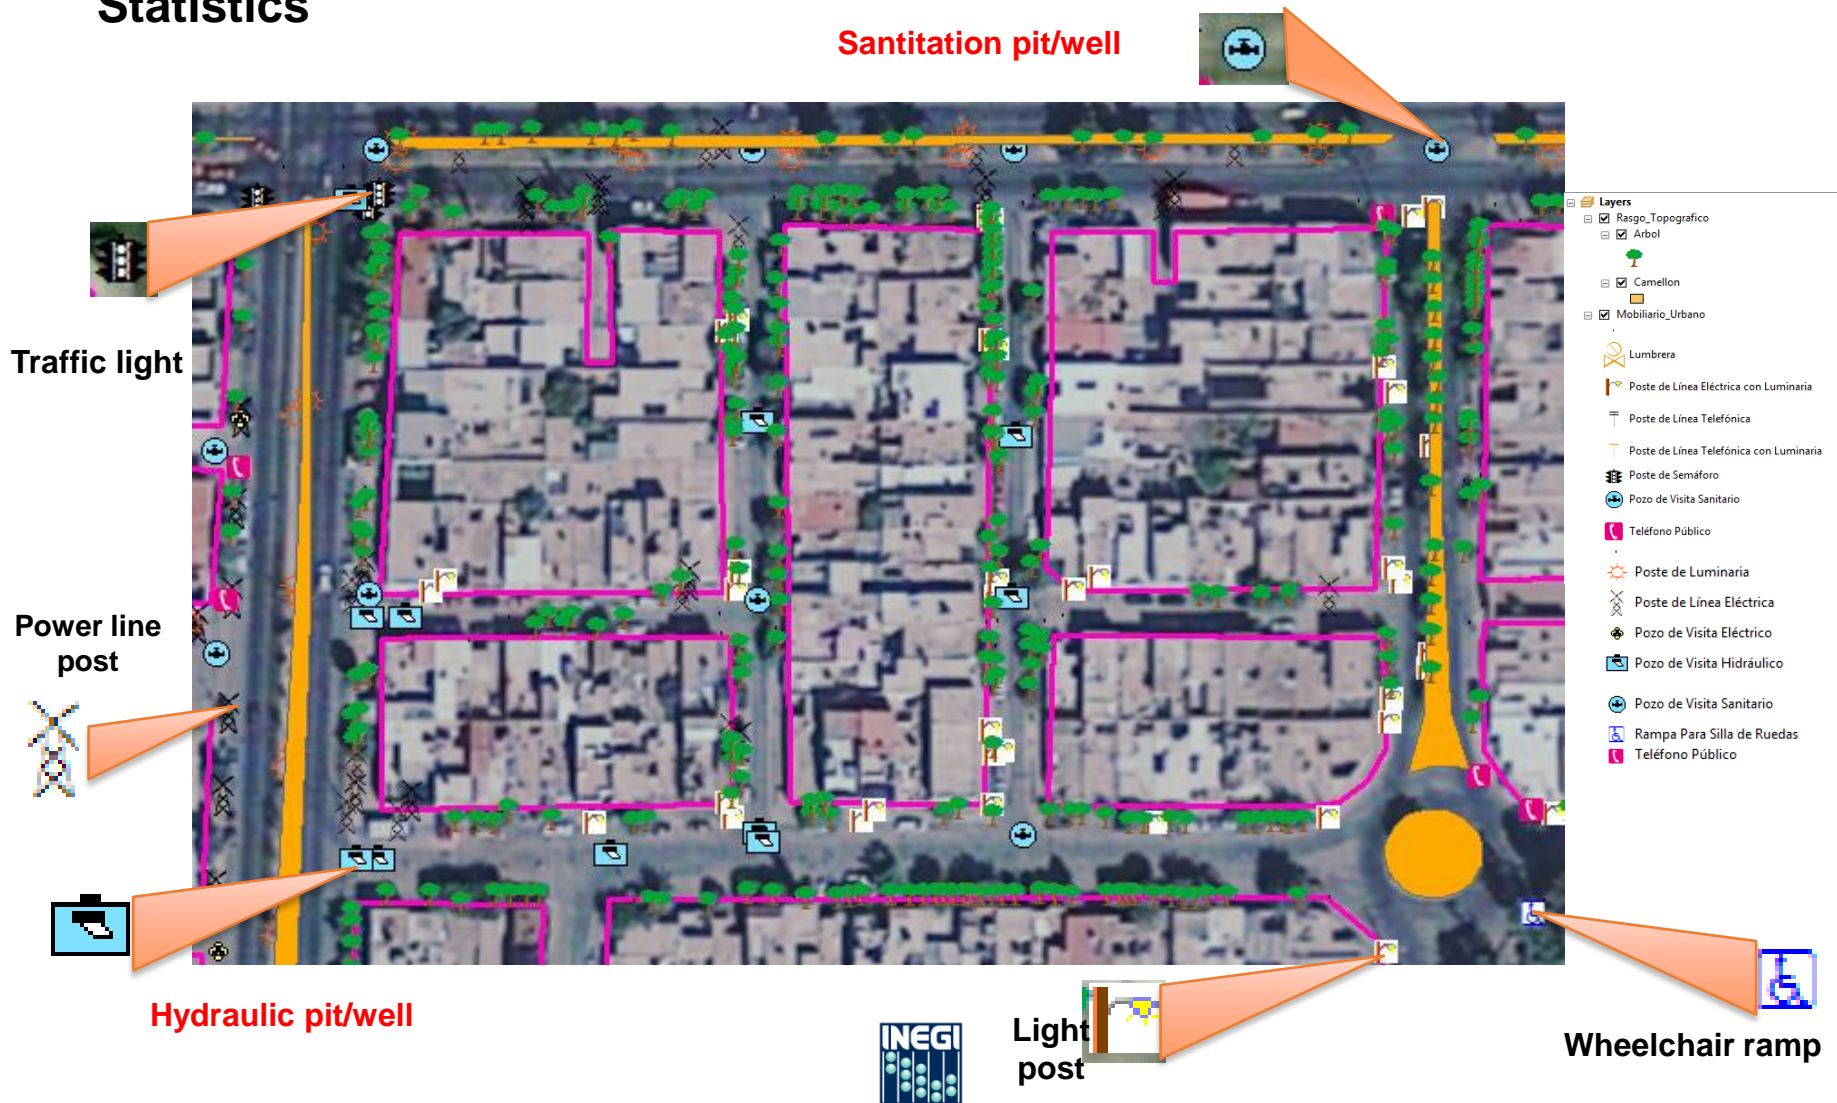 Statistics
Santitation pit/well
Traffic light
Power line
post
Hydraulic pit/well
INEGI
Light
post
Wheelchair ramp
Layers
Rasgo_Topografico
Arbol
Camellon
Mobiliario_Urbano
Lumbrera
Poste de Línea Eléctrica con Luminaria
Poste de Línea Telefónica
Poste de Línea Telefónica con Luminaria
Poste de Semáforo
Pozo de Visita Sanitario
Teléfono Público
Poste de Luminaria
Poste de Línea Eléctrica
Pozo de Visita Eléctrico
Pozo de Visita Hidráulico
Pozo de Visita Sanitario
Rampa Para Silla de Ruedas
Teléfono Público